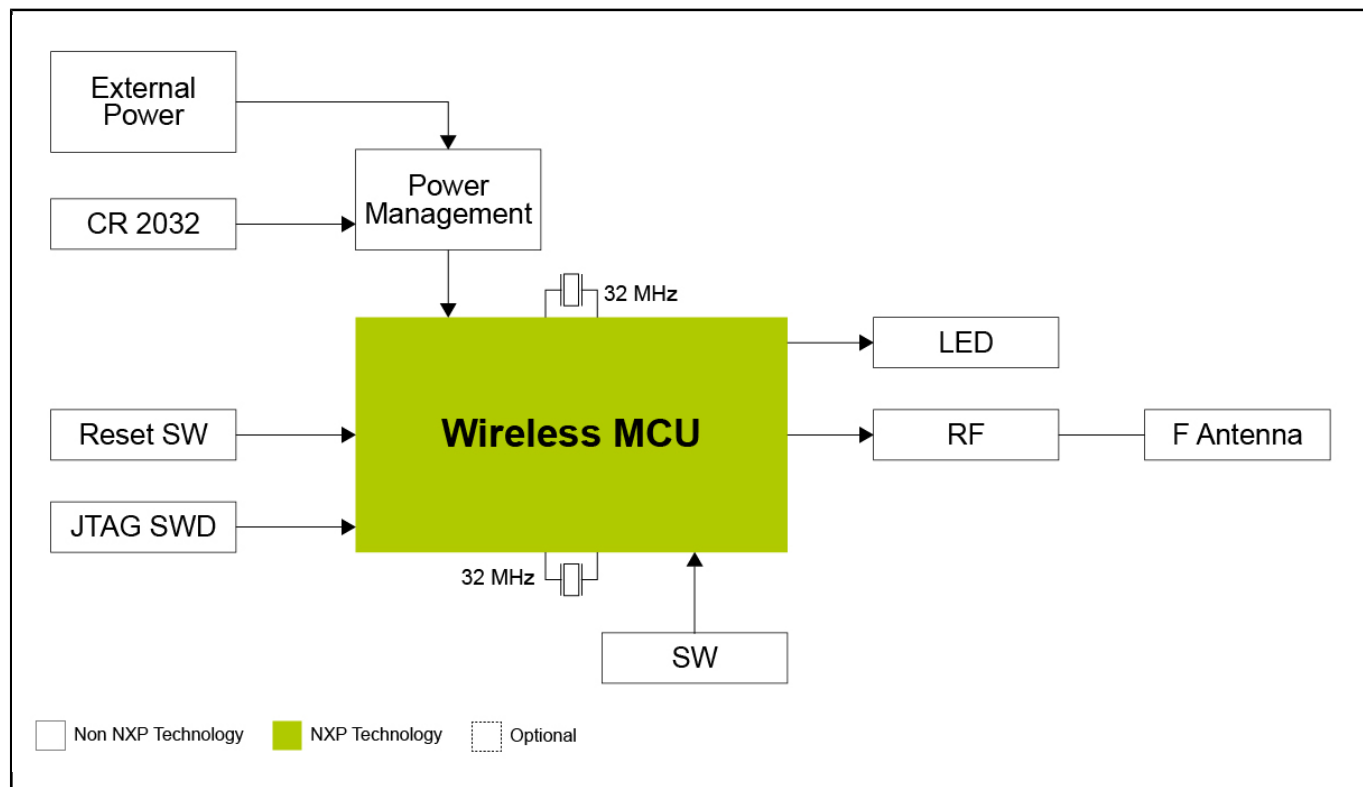 External
Power
Power
Management
CR 2032
32 MHz
LED
Wireless MCU
Reset SW
RF
F Antenna
JTAG SWD
32 MHz
SW
Non NXP Technology
NXP Technology
Optional